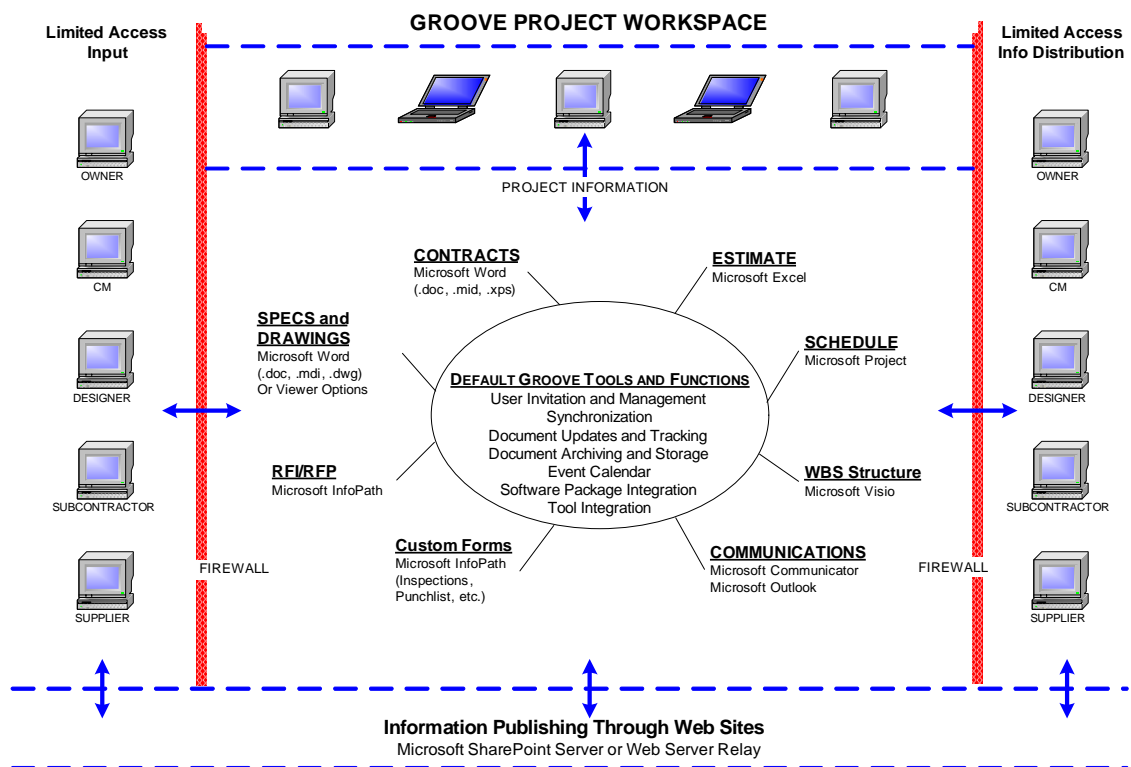 GROOVE PROJECT WORKSPACE
Limited Access
Input
Limited Access
Info Distribution
OWNER
CM
DESIGNER
SUBCONTRACTOR
SUPPLIER
PROJECT INFORMATION
CONTRACTS
Microsoft Word
(.doc, .mid, .xps)
ESTIMATE
Microsoft Excel
SPECS and
DRAWINGS
Microsoft Word
(.doc, .mdi, .dwg)
Or Viewer Options
SCHEDULE
Microsoft Project
DEFAULT GROOVE TOOLS AND FUNCTIONS
User Invitation and Management
Synchronization
Document Updates and Tracking
Document Archiving and Storage
Event Calendar
Software Package Integration
Tool Integration
RFI/RFP
Microsoft InfoPath
WBS Structure
Microsoft Visio
Custom Forms
Microsoft InfoPath
(Inspections,
Punchlist, etc.)
COMMUNICATIONS
Microsoft Communicator
Microsoft Outlook
FIREWALL
FIREWALL
OWNER
CM
DESIGNER
SUBCONTRACTOR
SUPPLIER
Information Publishing Through Web Sites
Microsoft SharePoint Server or Web Server Relay